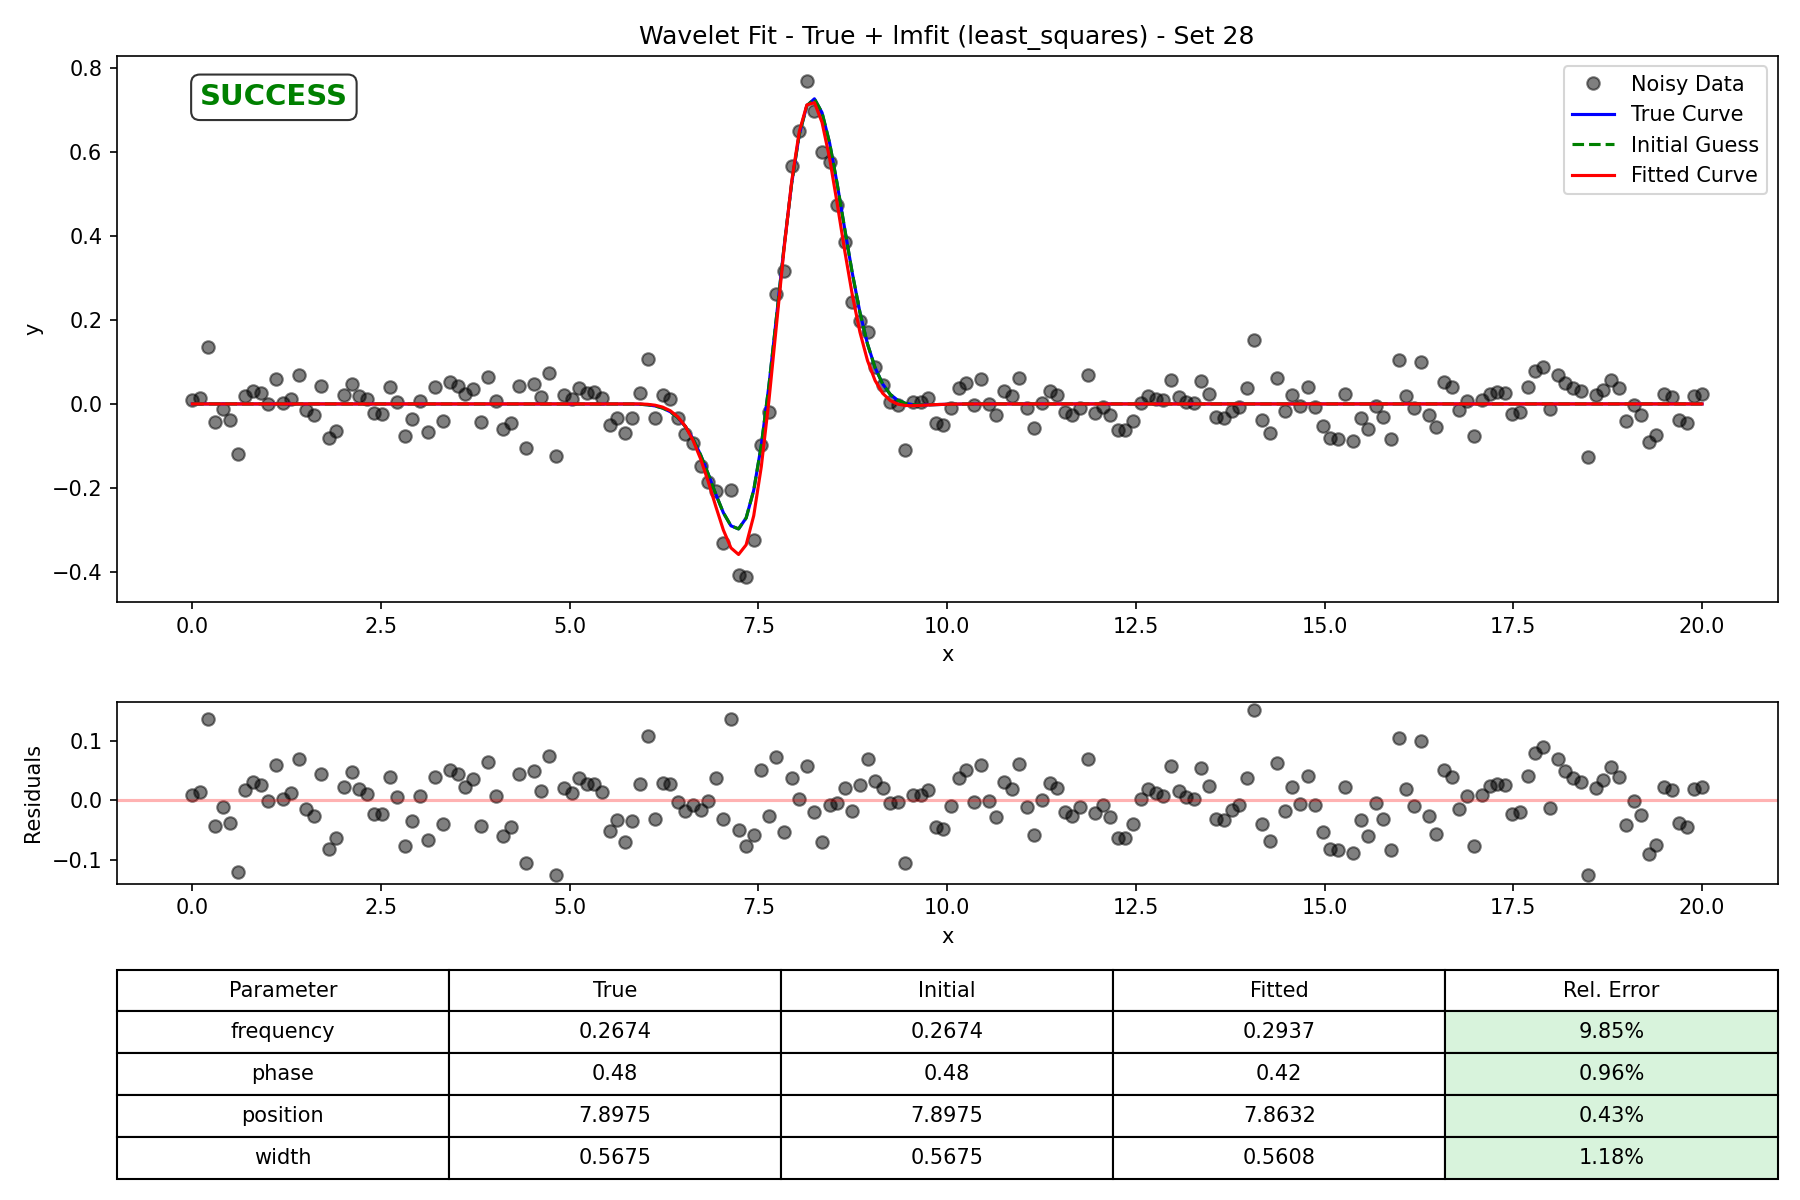 Wavelet Fit - True + lmfit (least_squares) - Set 28
SUCCESS
Noisy Data
True Curve
Initial Guess
Fitted Curve
y
0.8
0.6
0.4
0.2
0.0
−0.2
−0.4
0.0 2.5 5.0 7.5 10.0 12.5 15.0 17.5 20.0
x
Residuals
0.1
0.0
−0.1
0.0 2.5 5.0 7.5 10.0 12.5 15.0 17.5 20.0
x
Parameter True Initial Fitted Rel. Error
frequency 0.2674 0.2674 0.2937 9.85%
phase 0.48 0.48 0.42 0.96%
position 7.8975 7.8975 7.8632 0.43%
width 0.5675 0.5675 0.5608 1.18%